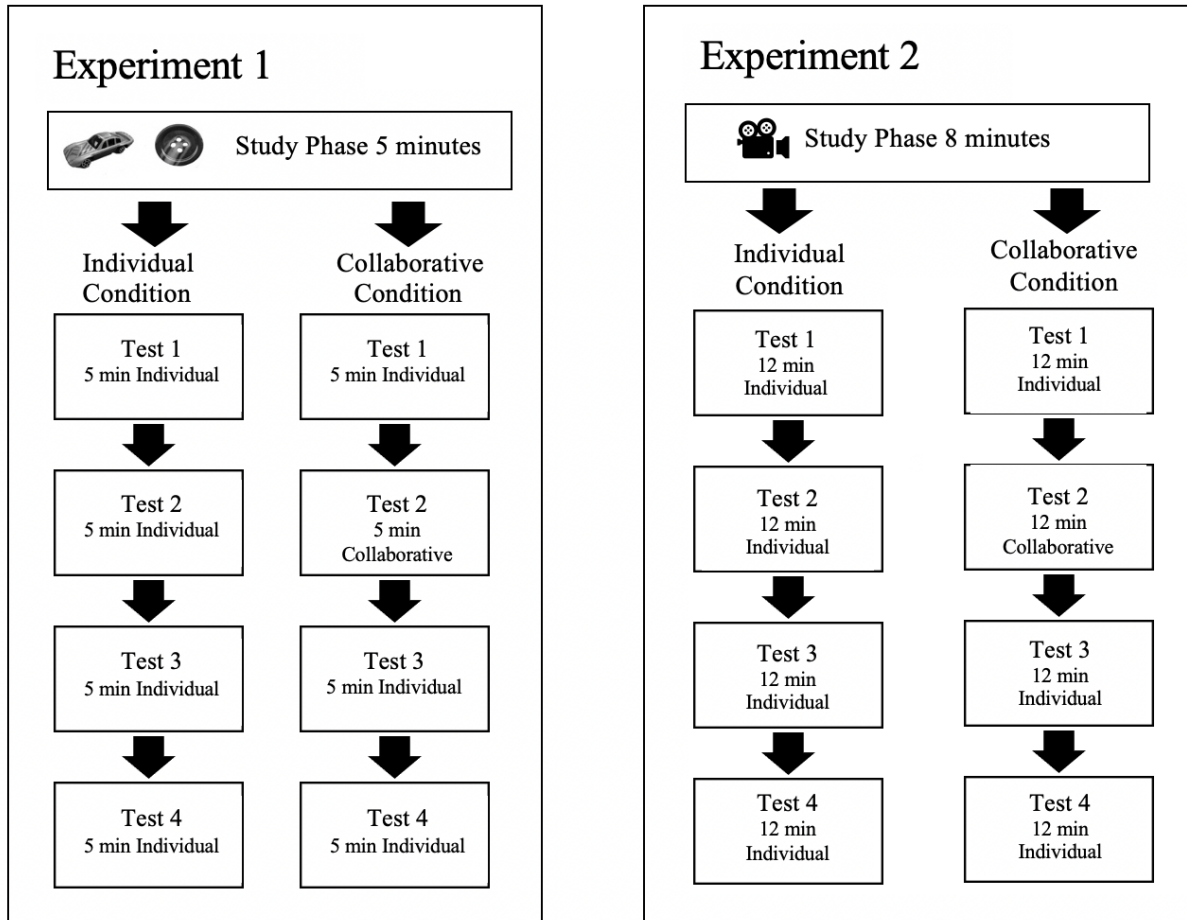 Experiment 1
Study Phase 5 minutes
Individual
Condition
Test 1
5 min Individual
Test 2
5 min Individual
Test 3
5 min Individual
Test 4
5 min Individual
Collaborative
Condition
Test 1
5 min Individual
Test 2
5 min
Collaborative
Test 3
5 min Individual
Test 4
5 min Individual
Experiment 2
Study Phase 8 minutes
Individual
Condition
Test 1
12 min
Individual
Test 2
12 min
Individual
Test 3
12 min
Individual
Test 4
12 min
Individual
Collaborative
Condition
Test 1
12 min
Individual
Test 2
12 min
Collaborative
Test 3
12 min
Individual
Test 4
12 min
Individual